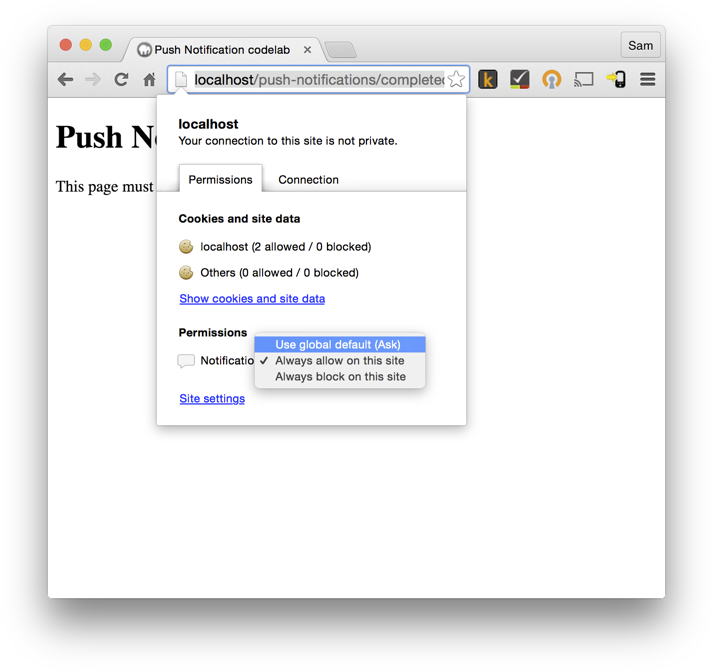 Push Notification codelab
Sam
localhost/push-notifications/completed
localhost
Your connection to this site is not private.
Push No
This page must
Permissions
Connection
Cookies and site data
localhost (2 allowed / 0 blocked)
Others (0 allowed / 0 blocked)
Show cookies and site data
Permissions
Use global default (Ask)
Notificatio
✓ Always allow on this site
Always block on this site
Site settings